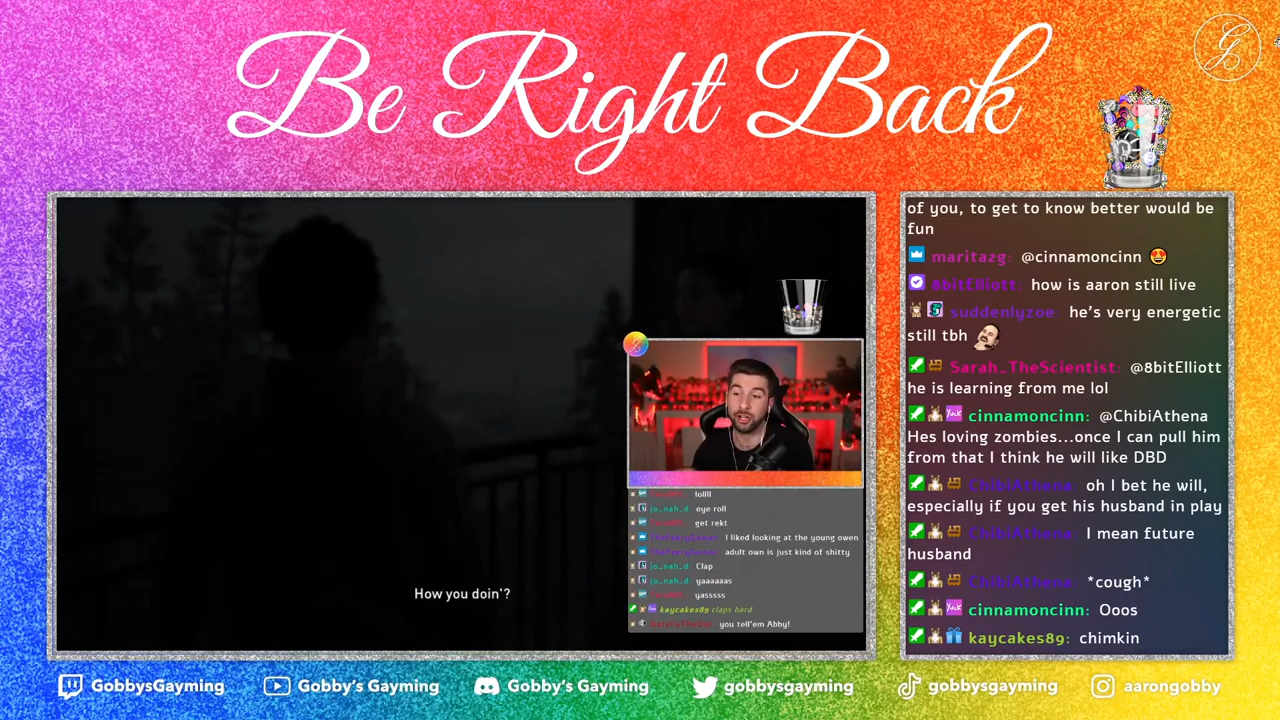 Be Right Back
of you, to get to know better would be
fun
marita2g: @cinnamoncinn
8bitElliott: how is aaron still live
suddenlyzoe he's very energetic
still tbh
Sarah_TheScientist: @8bitElliott
he is learning from me lol
cinnamoncinn: @ChibiAthena
Hes loving zombies...once I can pull him
from that I think he will like DBD
ChibiAthena: oh I bet he will,
especially if you get his husband in play
ChibiAthena: I mean future
husband
ChibiAthena: *cough*
Yeck cinnamoncinn: Ooos
kaycakes89: chimkin
How you doin'?
lollll
jo_nah_d: eye roll
get rekt
I liked looking at the young owen
adult own is just kind of shitty
jo_nah_d: Clap
jo_nah_d: yaaaaaas
yasssss
kaycakes89 claps hard
you tell'em Abby!
GobbysGayming
Gobby's Gayming
Gobby's Gayming
gobbysgayming
gobbysgayming
aarongobby